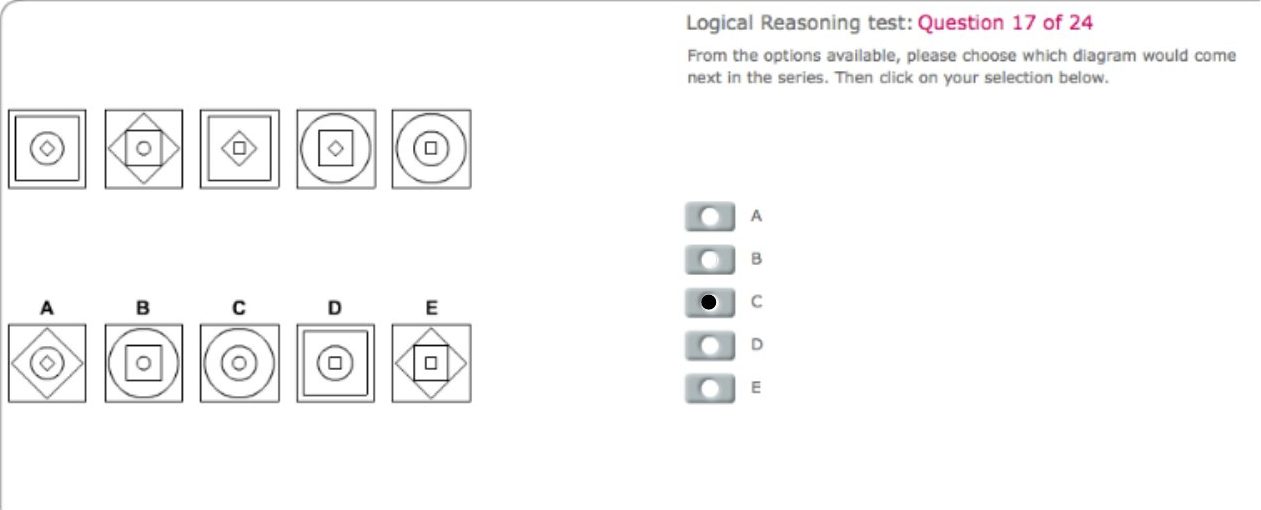 Logical Reasoning test: Question 17 of 24
From the options available, please choose which diagram would come
next in the series. Then click on your selection below.
A
B
C
D
E
A B C D E